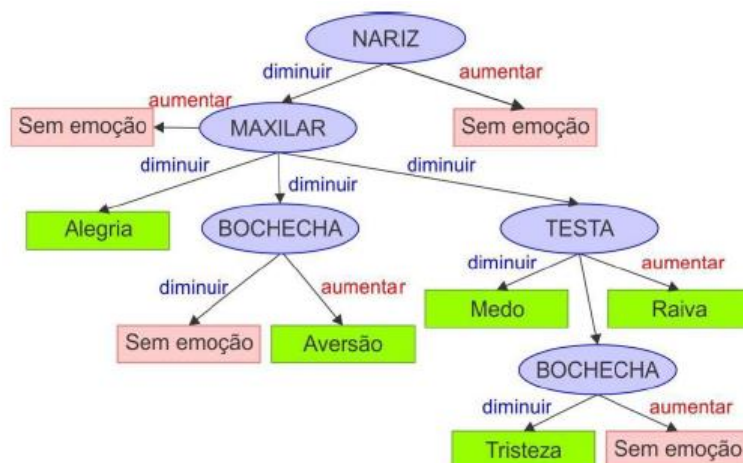 NARIZ
diminuir aumentar
aumentar
Sem emoção MAXILAR Sem emoção
diminuir diminuir diminuir
Alegria BOCHECHA TESTA
diminuir aumentar
diminuir aumentar
Medo Raiva
Sem emoção Aversão
BOCHECHA
diminuir aumentar
Tristeza Sem emoção